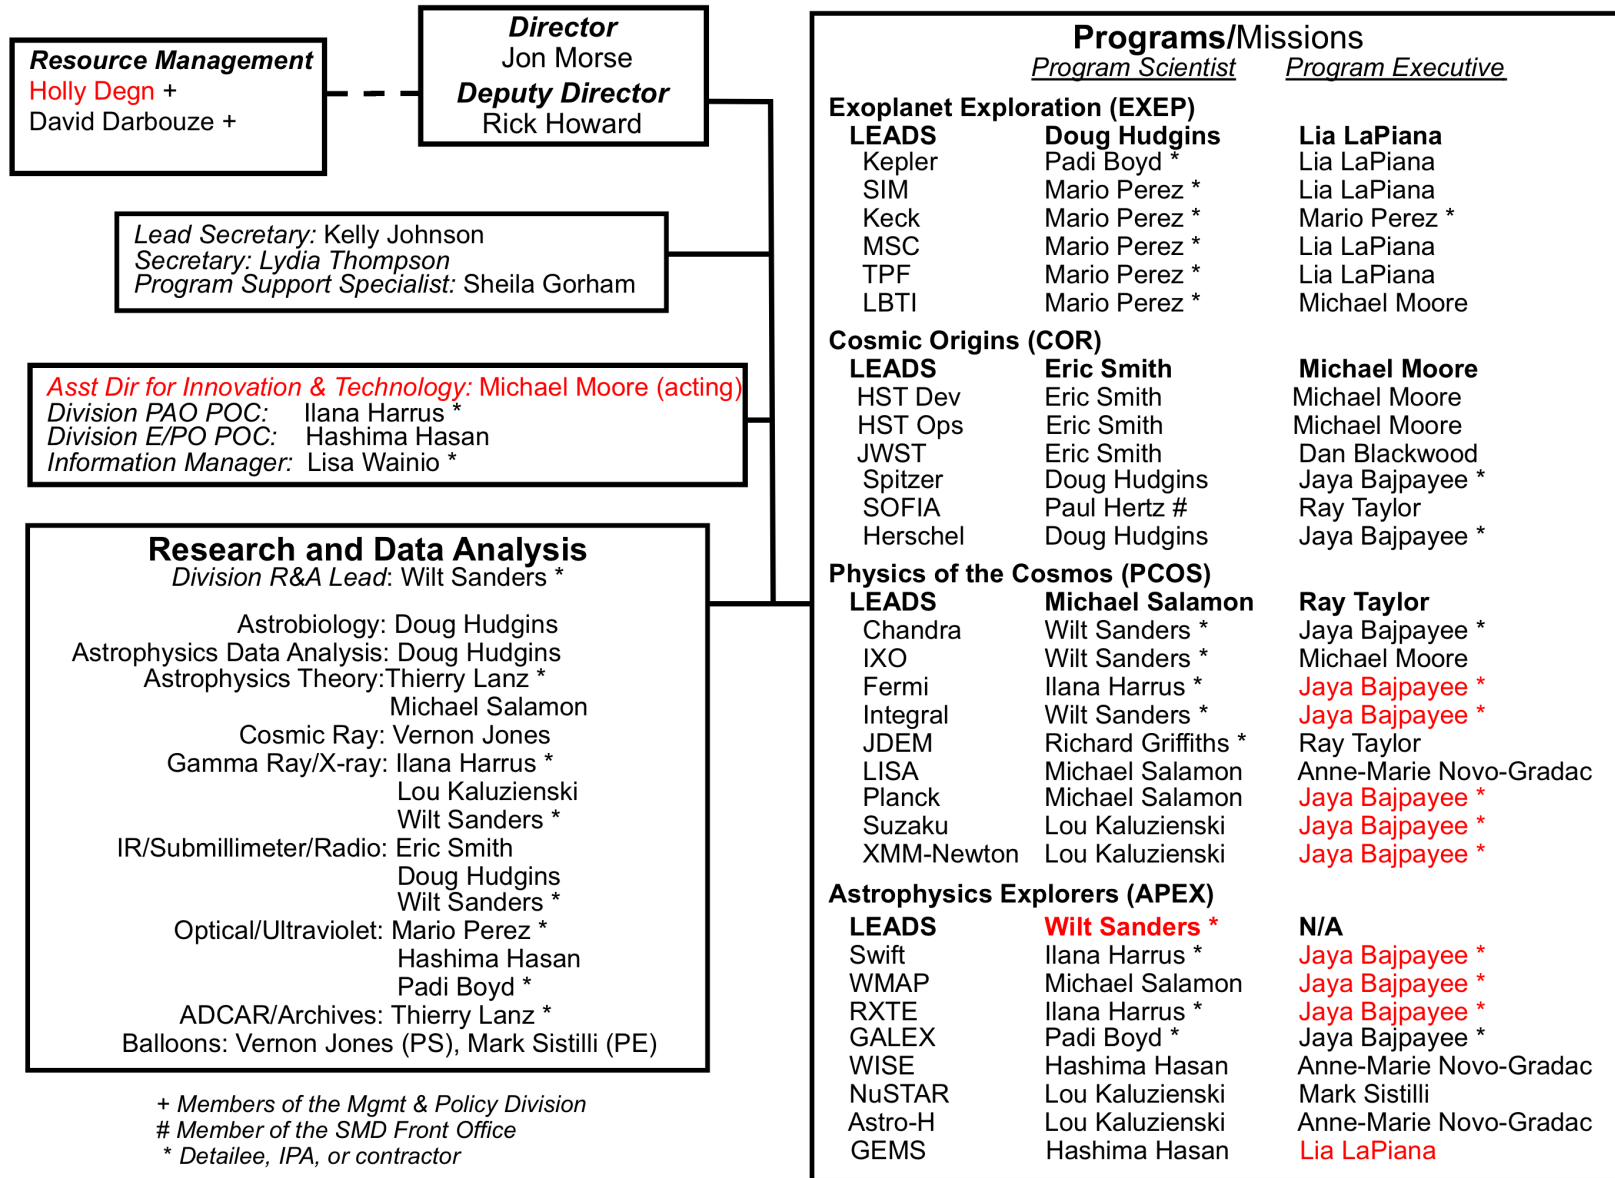 Director
Jon Morse
Deputy Director
Rick Howard
Resource Management
Holly Degn +
David Darbouze +
Lead Secretary: Kelly Johnson
Secretary: Lydia Thompson
Program Support Specialist: Sheila Gorham
Asst Dir for Innovation & Technology: Michael Moore (acting)
Division PAO POC: Ilana Harrus *
Division E/PO POC: Hashima Hasan
Information Manager: Lisa Wainio *
Research and Data Analysis
Division R&A Lead: Wilt Sanders *
Astrobiology: Doug Hudgins
Astrophysics Data Analysis: Doug Hudgins
Astrophysics Theory:Thierry Lanz *
Michael Salamon
Cosmic Ray: Vernon Jones
Gamma Ray/X-ray: Ilana Harrus *
Lou Kaluzienski
Wilt Sanders *
IR/Submillimeter/Radio: Eric Smith
Doug Hudgins
Wilt Sanders *
Optical/Ultraviolet: Mario Perez *
Hashima Hasan
Padi Boyd *
ADCAR/Archives: Thierry Lanz *
Balloons: Vernon Jones (PS), Mark Sistilli (PE)
+ Members of the Mgmt & Policy Division
# Member of the SMD Front Office
* Detailee, IPA, or contractor
Programs/Missions
Program Scientist Program Executive
Exoplanet Exploration (EXEP)
LEADS Doug Hudgins Lia LaPiana
Kepler Padi Boyd * Lia LaPiana
SIM Mario Perez * Lia LaPiana
Keck Mario Perez * Mario Perez *
MSC Mario Perez * Lia LaPiana
TPF Mario Perez * Lia LaPiana
LBTI Mario Perez * Michael Moore
Cosmic Origins (COR)
LEADS Eric Smith Michael Moore
HST Dev Eric Smith Michael Moore
HST Ops Eric Smith Michael Moore
JWST Eric Smith Dan Blackwood
Spitzer Doug Hudgins Jaya Bajpayee *
SOFIA Paul Hertz # Ray Taylor
Herschel Doug Hudgins Jaya Bajpayee *
Physics of the Cosmos (PCOS)
LEADS Michael Salamon Ray Taylor
Chandra Wilt Sanders * Jaya Bajpayee *
IXO Wilt Sanders * Michael Moore
Fermi Ilana Harrus * Jaya Bajpayee *
Integral Wilt Sanders * Jaya Bajpayee *
JDEM Richard Griffiths * Ray Taylor
LISA Michael Salamon Anne-Marie Novo-Gradac
Planck Michael Salamon Jaya Bajpayee *
Suzaku Lou Kaluzienski Jaya Bajpayee *
XMM-Newton Lou Kaluzienski Jaya Bajpayee *
Astrophysics Explorers (APEX)
LEADS Wilt Sanders * N/A
Swift Ilana Harrus * Jaya Bajpayee *
WMAP Michael Salamon Jaya Bajpayee *
RXTE Ilana Harrus * Jaya Bajpayee *
GALEX Padi Boyd * Jaya Bajpayee *
WISE Hashima Hasan Anne-Marie Novo-Gradac
NuSTAR Lou Kaluzienski Mark Sistilli
Astro-H Lou Kaluzienski Anne-Marie Novo-Gradac
GEMS Hashima Hasan Lia LaPiana